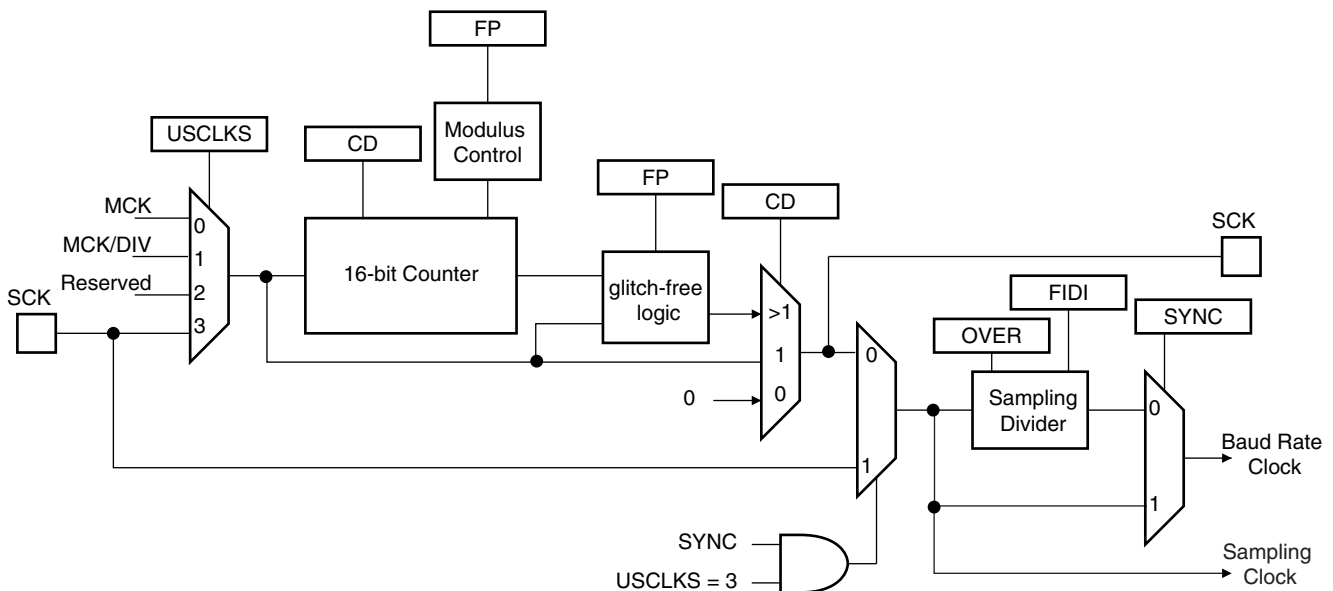 FP
USCLKS
CD
Modulus
Control
FP
CD
MCK
MCK/DIV
Reserved
SCK
0
1
2
3
16-bit Counter
glitch-free
logic
>1
1
0
0
SCK
FIDI
OVER
SYNC
0
1
Sampling
Divider
0
1
Baud Rate
Clock
SYNC
USCLKS = 3
Sampling
Clock